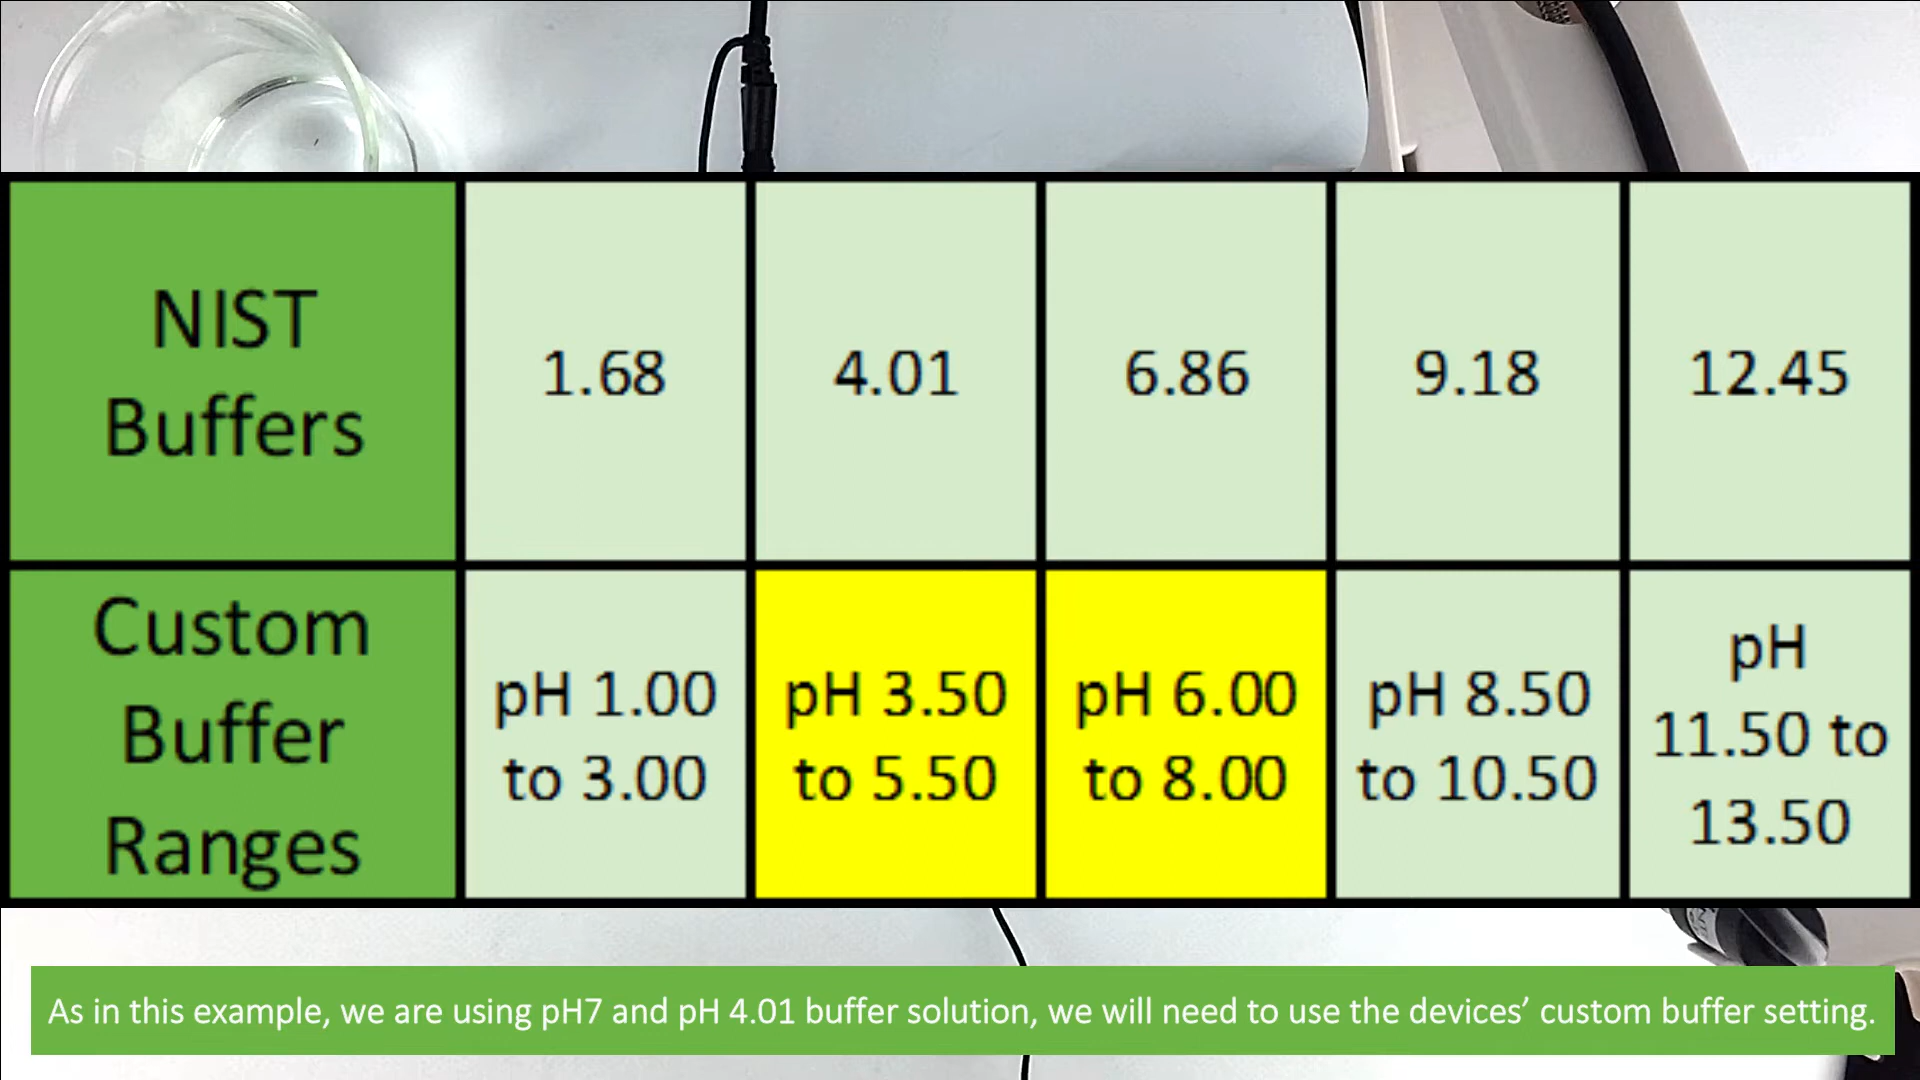 NIST
Buffers
1.68
4.01
6.86
9.18
12.45
Custom
Buffer
Ranges
pH 1.00
to 3.00
pH 3.50
to 5.50
pH 6.00
to 8.00
pH 8.50
to 10.50
pH
11.50 to
13.50
As in this example, we are using pH7 and pH 4.01 buffer solution, we will need to use the devices’ custom buffer setting.